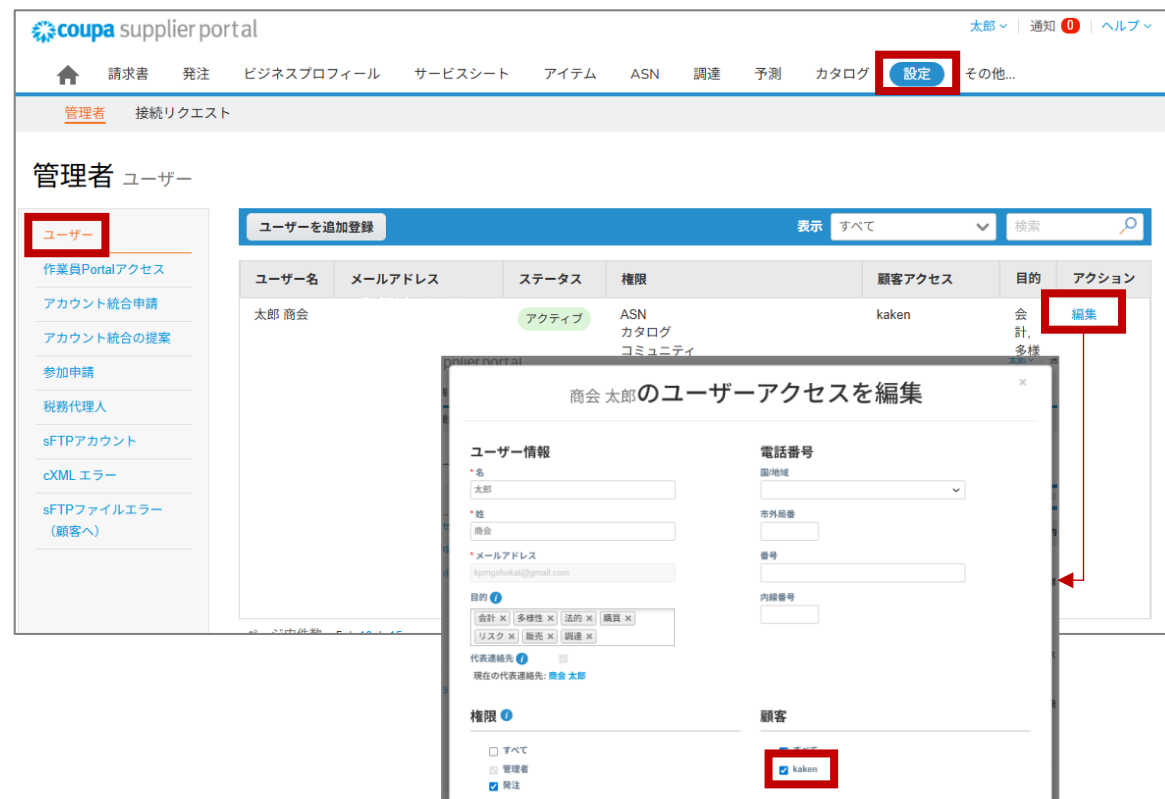 coupa supplier portal
太郎 通知 0 ヘルプ
請求書 発注 ビジネスプロフィール サービスシート アイテム ASN 調達 予測 カタログ 設定 その他...
管理者 接続リクエスト
管理者 ユーザー
ユーザー
作業員Portalアクセス
アカウント統合申請
アカウント統合の提案
参加申請
税務代理人
sFTPアカウント
cXML エラー
sFTPファイルエラー
（顧客へ）
ユーザーを追加登録 表示 すべて 検索
ユーザー名 メールアドレス ステータス 権限 顧客アクセス 目的 アクション
太郎 商会 アクティブ ASN kaken 会 編集
カタログ 計,
コミュニティ 多様
商会 太郎のユーザーアクセスを編集 ×
ユーザー情報
* 名
太郎
* 姓
商会
* メールアドレス
kpmgshokai@gmail.com
目的 i
会計 × 多様性 × 法的 × 購買 ×
リスク × 販売 × 調達 ×
代表連絡先 i
現在の代表連絡先: 商会 太郎
電話番号
国/地域
市外局番
番号
内線番号
権限 i
すべて
管理者
発注
顧客
すべて
kaken